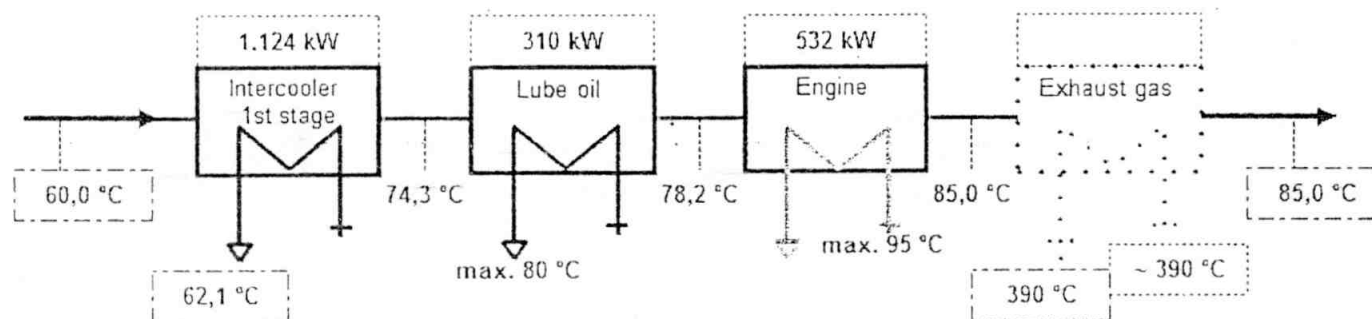 1.124 kW
310 kW
532 kW
Intercooler
1st stage
Lube oil
Engine
Exhaust gas
60,0 °C
74,3 °C
78,2 °C
85,0 °C
85,0 °C
62,1 °C
max. 80 °C
max. 95 °C
390 °C
~ 390 °C